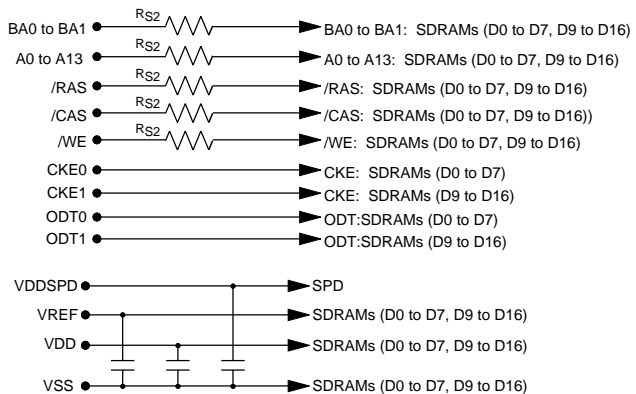 BA0 to BA1 RS2 BA0 to BA1: SDRAMs (D0 to D7, D9 to D16)
A0 to A13 RS2 A0 to A13: SDRAMs (D0 to D7, D9 to D16)
/RAS RS2 /RAS: SDRAMs (D0 to D7, D9 to D16)
/CAS RS2 /CAS: SDRAMs (D0 to D7, D9 to D16))
/WE RS2 /WE: SDRAMs (D0 to D7, D9 to D16)
CKE0 CKE: SDRAMs (D0 to D7)
CKE1 CKE: SDRAMs (D9 to D16)
ODT0 ODT:SDRAMs (D0 to D7)
ODT1 ODT:SDRAMs (D9 to D16)
VDDSPD SPD
VREF SDRAMs (D0 to D7, D9 to D16)
VDD SDRAMs (D0 to D7, D9 to D16)
VSS SDRAMs (D0 to D7, D9 to D16)